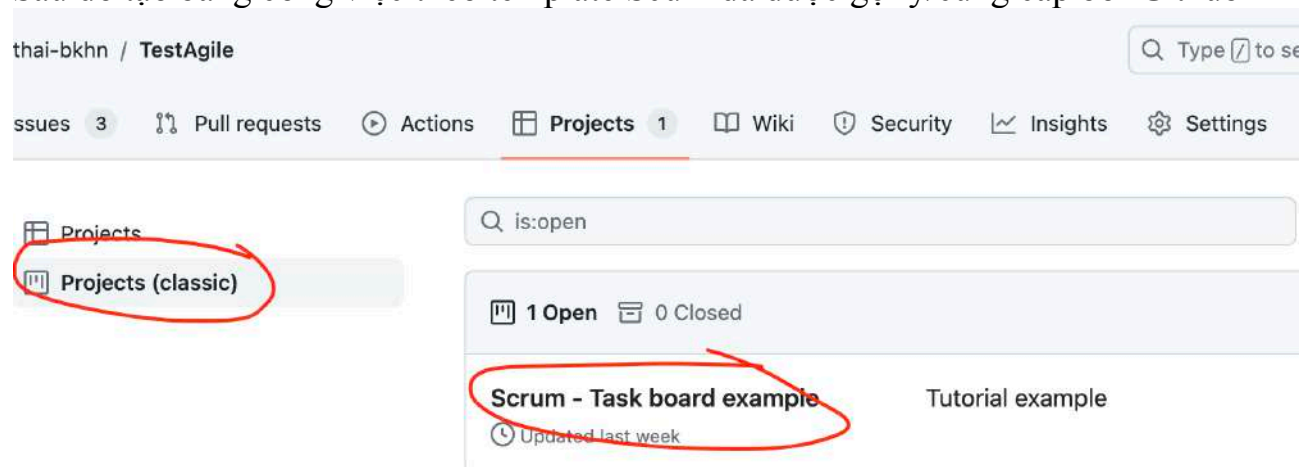 thai-bkhn / TestAgile
Type / to se
ssues 3 Pull requests Actions Projects 1 Wiki Security Insights Settings
Projects
is:open
Projects (classic)
1 Open 0 Closed
Scrum - Task board example Tutorial example
Updated last week